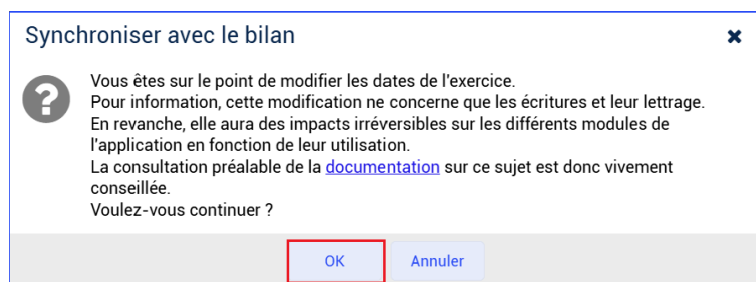 Synchroniser avec le bilan
Vous êtes sur le point de modifier les dates de l'exercice.
Pour information, cette modification ne concerne que les écritures et leur lettrage.
En revanche, elle aura des impacts irréversibles sur les différents modules de
l'application en fonction de leur utilisation.
La consultation préalable de la documentation sur ce sujet est donc vivement
conseillée.
Voulez-vous continuer ?
OK Annuler